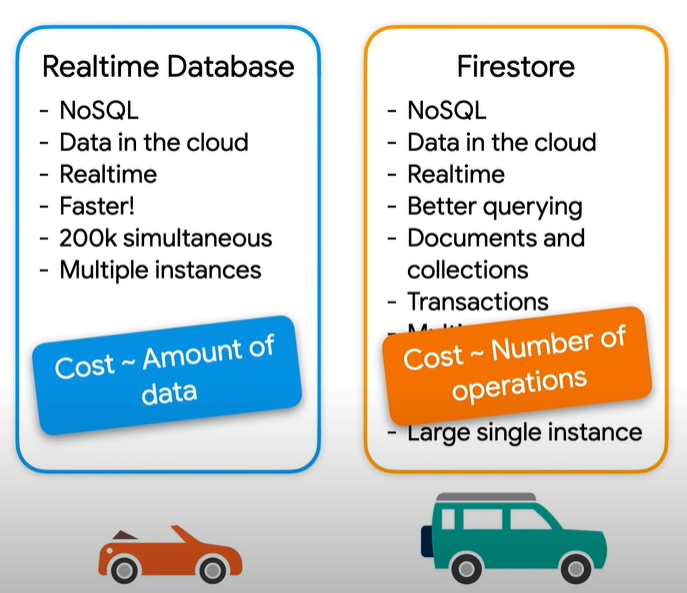 Realtime Database
- NoSQL
- Data in the cloud
- Realtime
- Faster!
- 200k simultaneous
- Multiple instances
Cost ~ Amount of
data
Firestore
- NoSQL
- Data in the cloud
- Realtime
- Better querying
- Documents and
collections
- Transactions
Cost ~ Number of
operations
- Large single instance